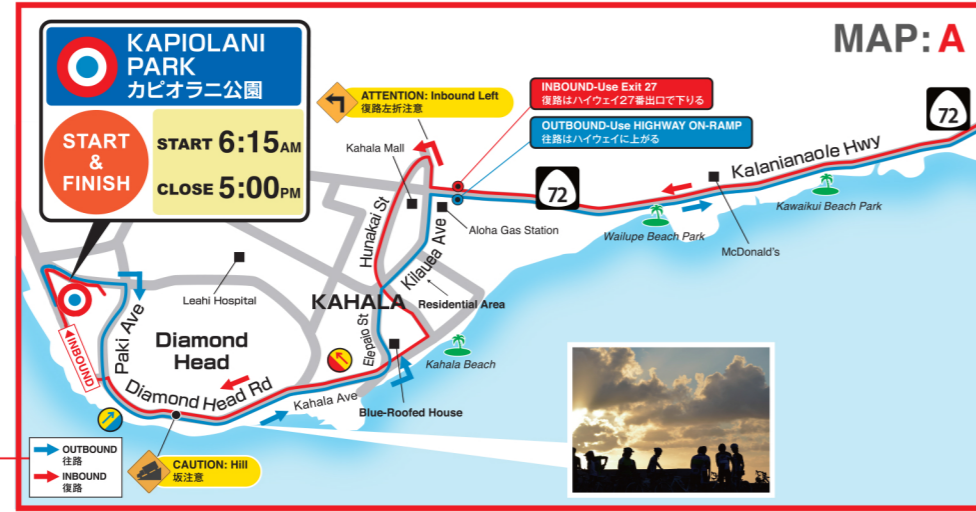 MAP: A
KAPIOLANI
PARK
カピオラニ公園
START
&
FINISH
START 6:15AM
CLOSE 5:00PM
ATTENTION: Inbound Left
復路左折注意
INBOUND-Use Exit 27
復路はハイウェイ27番出口で下りる
OUTBOUND-Use HIGHWAY ON-RAMP
往路はハイウェイに上がる
72
Kalanianaole Hwy
72
Kahala Mall
Hunakai St
Kilauea Ave
Aloha Gas Station
Wailupe Beach Park
Kawaikui Beach Park
McDonald's
Leahi Hospital
KAHALA
Residential Area
Paki Ave
Diamond
Head
Elepaio St
Kahala Beach
INBOUND
Diamond Head Rd
Kahala Ave
Blue-Roofed House
OUTBOUND
往路
INBOUND
復路
CAUTION: Hill
坂注意